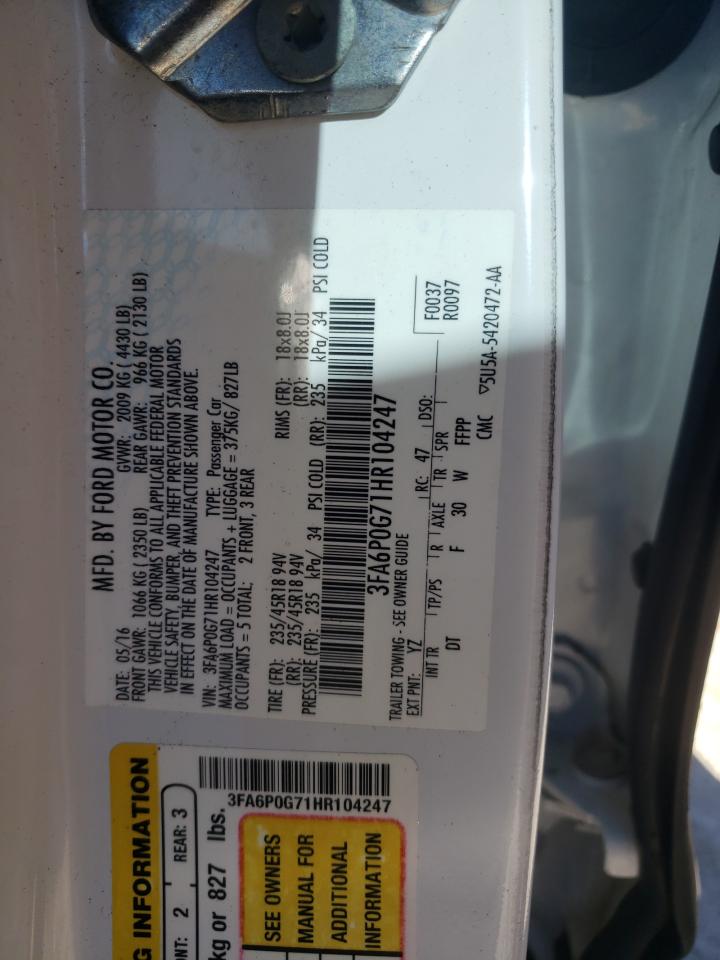 MFD. BY FORD MOTOR CO.
DATE: 05/16 GVWR: 2009 KG ( 4430 LB)
FRONT GAWR: 1066 KG ( 2350 LB) REAR GAWR: 966 KG ( 2130 LB)
THIS VEHICLE CONFORMS TO ALL APPLICABLE FEDERAL MOTOR
VEHICLE SAFETY, BUMPER, AND THEFT PREVENTION STANDARDS
IN EFFECT ON THE DATE OF MANUFACTURE SHOWN ABOVE.
VIN: 3FA6P0G71HR104247 TYPE: Passenger Car
MAXIMUM LOAD = OCCUPANTS + LUGGAGE = 375KG/ 827LB
OCCUPANTS = 5 TOTAL: 2 FRONT, 3 REAR
TIRE (FR): 235/45R18 94V RIMS (FR): 18x8.0J
(RR): 235/45R18 94V (RR): 18x8.0J
PRESSURE (FR): 235 kPa/ 34 PSI COLD (RR): 235 kPa/ 34 PSI COLD
3FA6P0G71HR104247
TRAILER TOWING - SEE OWNER GUIDE
EXT PNT: YZ RC: 47 DSO: F0037
R0097
INT TR TP/PS R AXLE TR SPR
DT F 30 W FFPP
CMC ▽5U5A-5420472-AA
G INFORMATION
NT: 2 REAR: 3
kg or 827 lbs.
3FA6P0G71HR104247
SEE OWNERS
MANUAL FOR
ADDITIONAL
INFORMATION